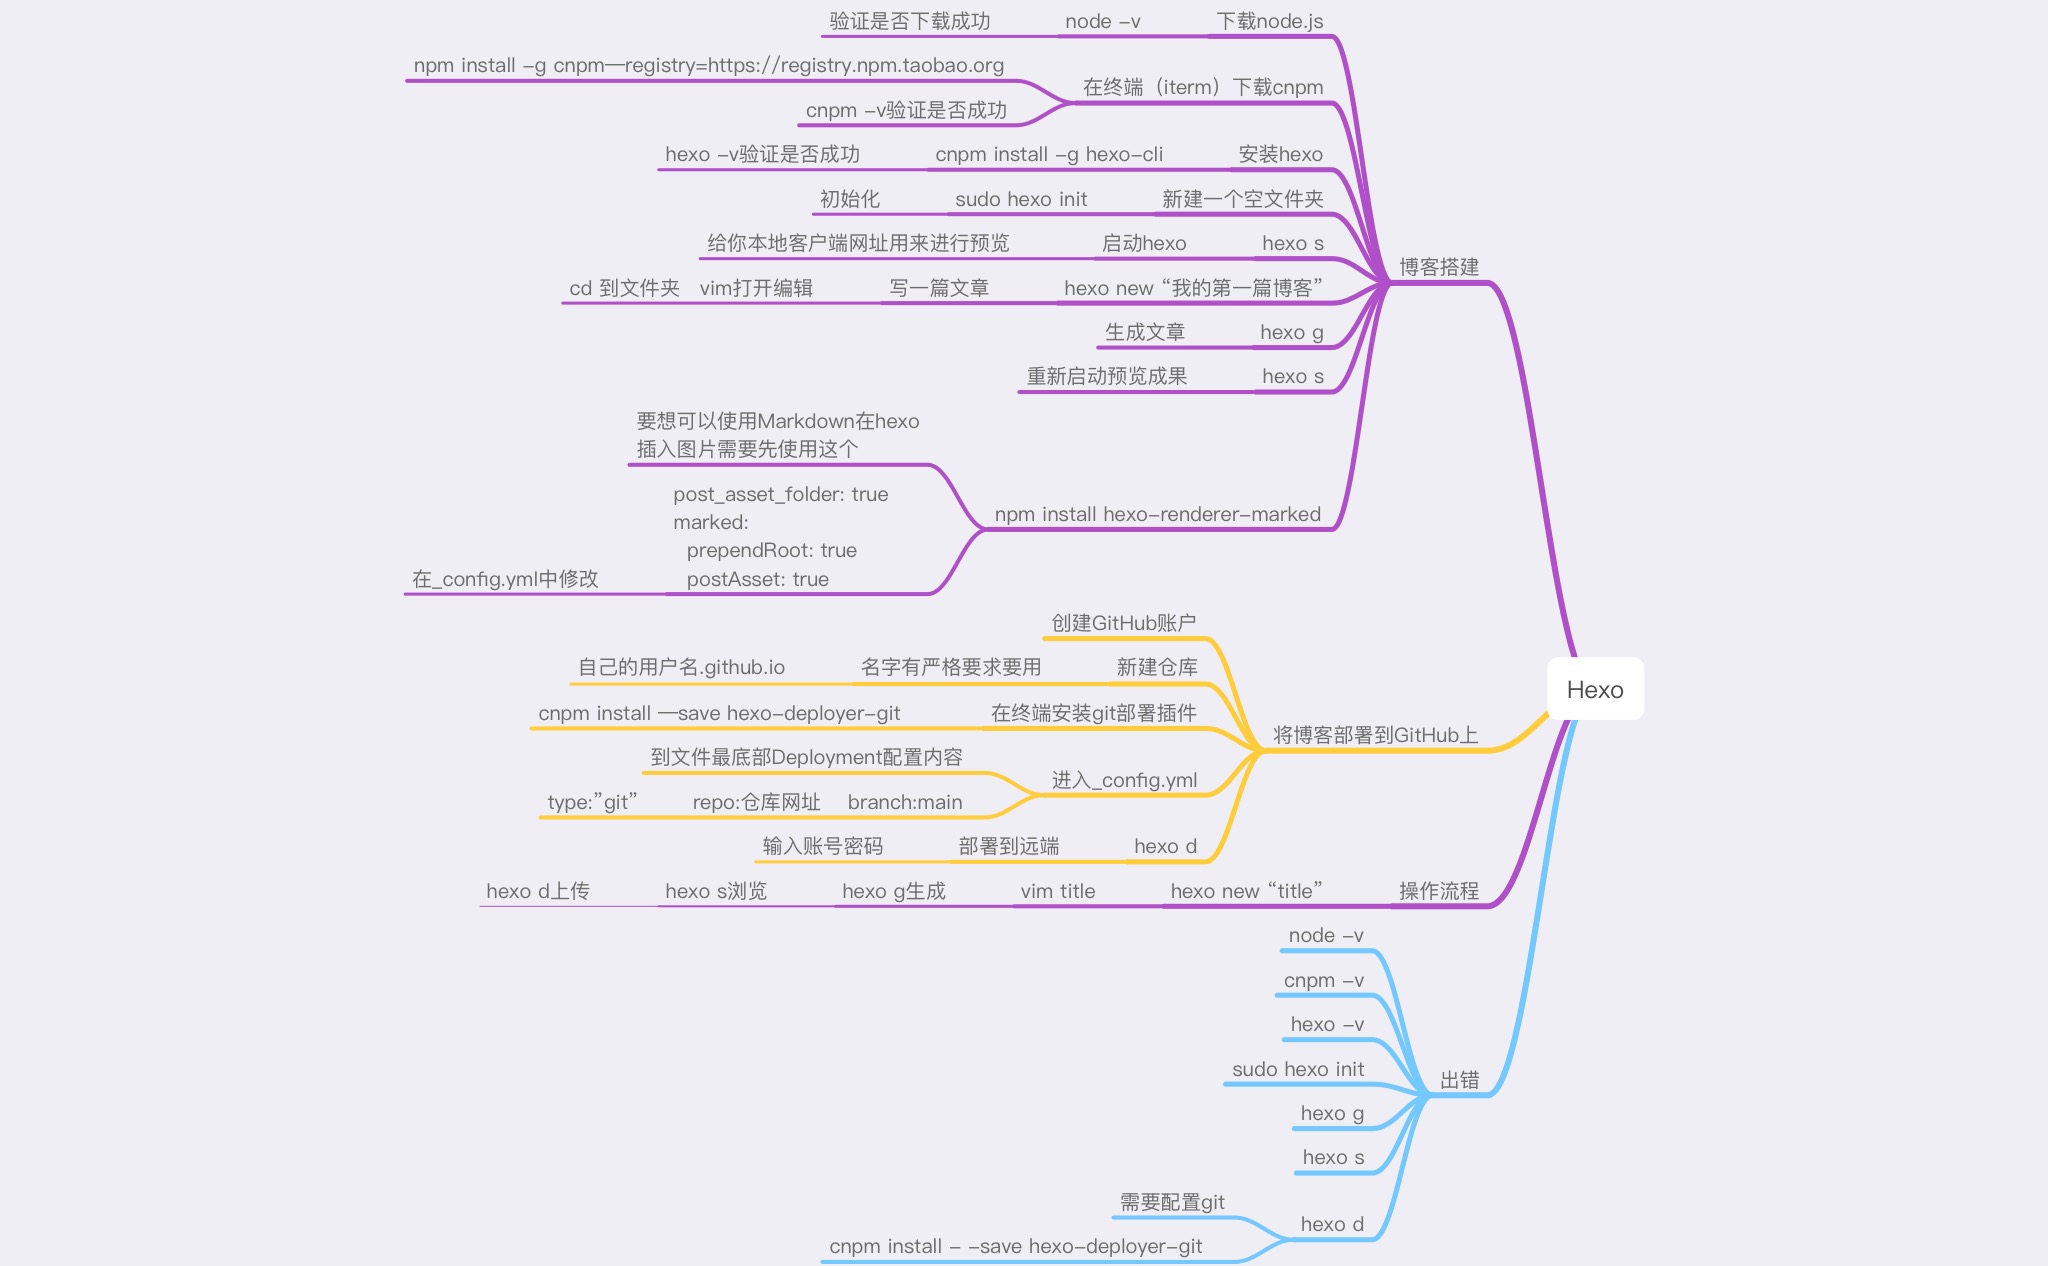 验证是否下载成功 node -v 下载node.js
npm install -g cnpm—registry=https://registry.npm.taobao.org
在终端（iterm）下载cnpm
cnpm -v验证是否成功
hexo -v验证是否成功 cnpm install -g hexo-cli 安装hexo
初始化 sudo hexo init 新建一个空文件夹
给你本地客户端网址用来进行预览 启动hexo hexo s
博客搭建
cd 到文件夹 vim打开编辑 写一篇文章 hexo new “我的第一篇博客”
生成文章 hexo g
重新启动预览成果 hexo s
要想可以使用Markdown在hexo
插入图片需要先使用这个
post_asset_folder: true
npm install hexo-renderer-marked
marked:
prependRoot: true
在_config.yml中修改 postAsset: true
创建GitHub账户
自己的用户名.github.io 名字有严格要求要用 新建仓库
Hexo
cnpm install —save hexo-deployer-git 在终端安装git部署插件
将博客部署到GitHub上
到文件最底部Deployment配置内容
进入_config.yml
type:”git” repo:仓库网址 branch:main
输入账号密码 部署到远端 hexo d
hexo d上传 hexo s浏览 hexo g生成 vim title hexo new “title” 操作流程
node -v
cnpm -v
hexo -v
sudo hexo init
出错
hexo g
hexo s
需要配置git
hexo d
cnpm install - -save hexo-deployer-git